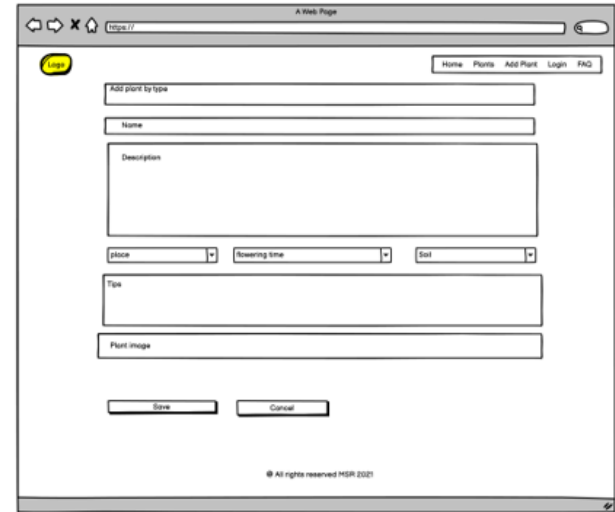 A Web Page
https://
Logo
Home Plants Add Plant Login FAQ
Add plant by type
Name
Description
place flowering time Soil
Tips
Plant image
Save Cancel
@ All rights reserved MSR 2021